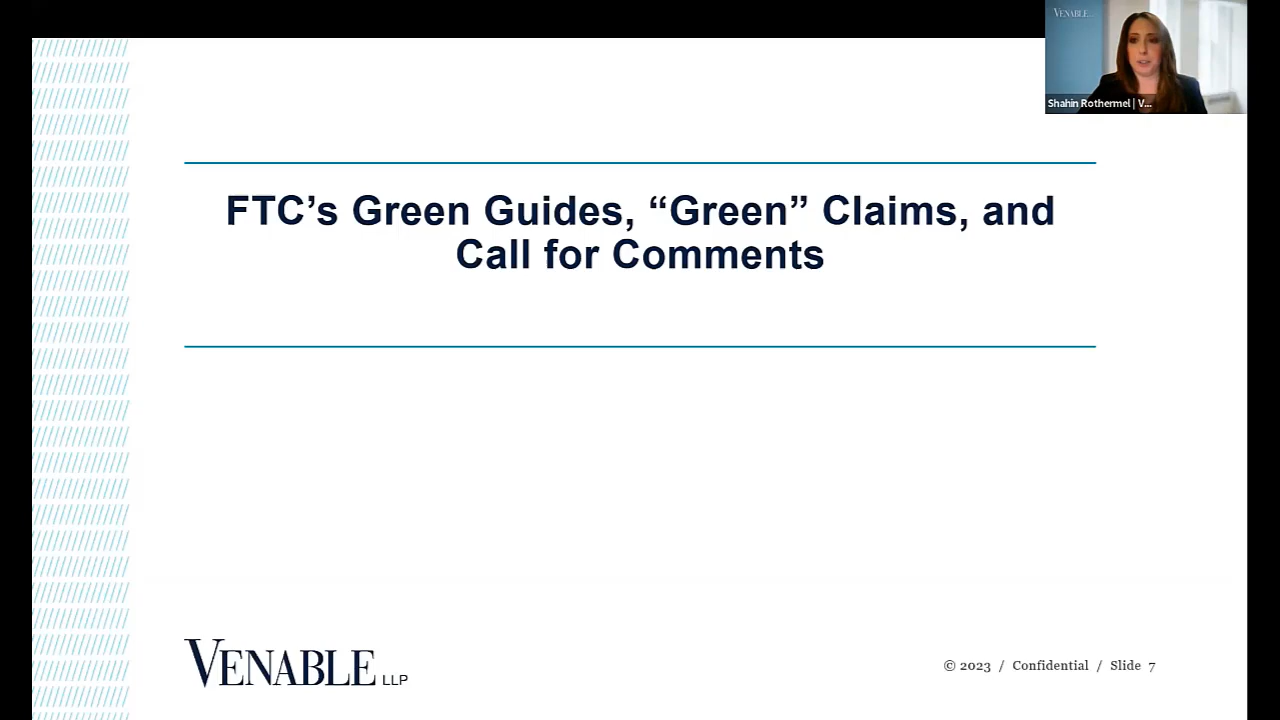 VENABLE
Shahin Rothermel | V...
FTC’s Green Guides, “Green” Claims, and
Call for Comments
VENABLE LLP
© 2023 / Confidential / Slide 7